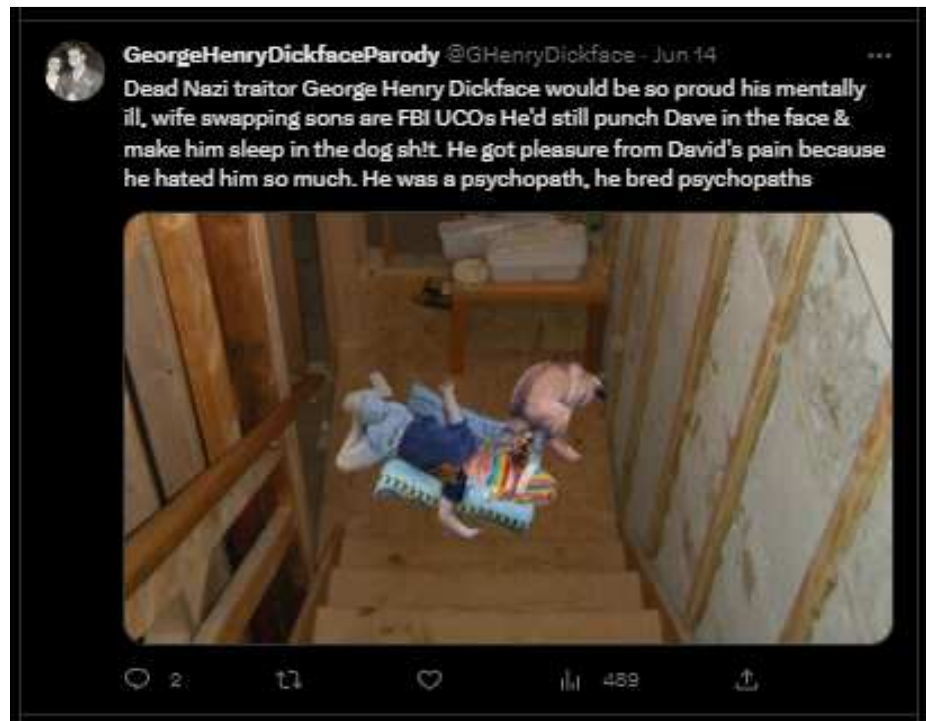 GeorgeHenryDickfaceParody @GHenryDickface · Jun 14
Dead Nazi traitor George Henry Dickface would be so proud his mentally
ill, wife swapping sons are FBI UCOs He'd still punch Dave in the face &
make him sleep in the dog sh!t. He got pleasure from David's pain because
he hated him so much. He was a psychopath, he bred psychopaths
2
489